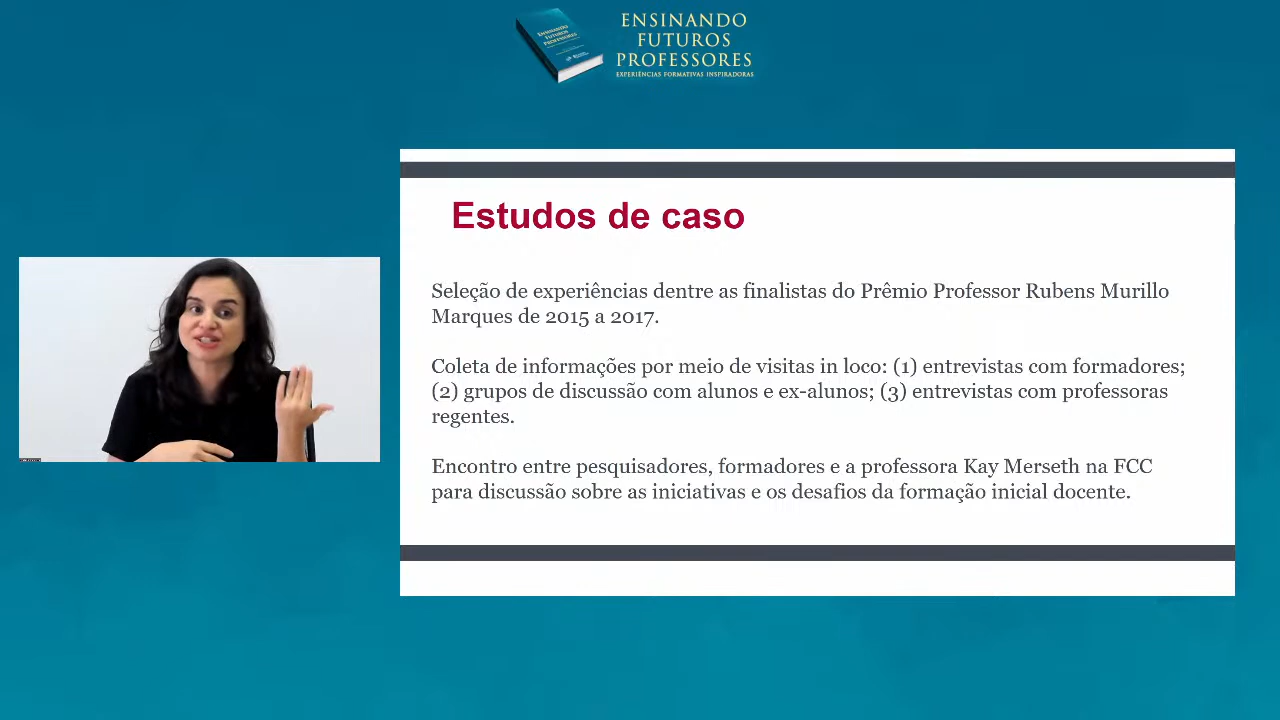 ENSINANDO
FUTUROS
PROFESSORES
EXPERIÊNCIAS FORMATIVAS INSPIRADORAS
ENSINANDO
FUTUROS
PROFESSORES
Estudos de caso
Seleção de experiências dentre as finalistas do Prêmio Professor Rubens Murillo
Marques de 2015 a 2017.
Coleta de informações por meio de visitas in loco: (1) entrevistas com formadores;
(2) grupos de discussão com alunos e ex-alunos; (3) entrevistas com professoras
regentes.
Encontro entre pesquisadores, formadores e a professora Kay Merseth na FCC
para discussão sobre as iniciativas e os desafios da formação inicial docente.